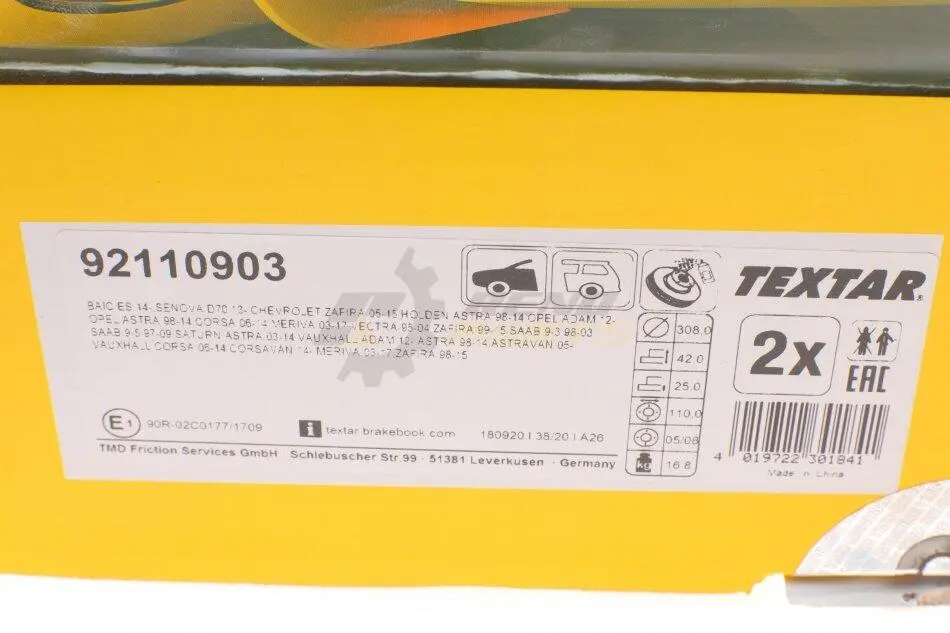 92110903
BAIC ES 14- SENOVA D70 13- CHEVROLET ZAFIRA 05-15 HOLDEN ASTRA 98-14 OPEL ADAM 12-
OPEL ASTRA 98-14 CORSA 06-14 MERIVA 03-17 VECTRA 95-04 ZAFIRA 99-15 SAAB 9-3 98-03
SAAB 9-5 97-09 SATURN ASTRA 03-14 VAUXHALL ADAM 12- ASTRA 98-14 ASTRAVAN 05-
VAUXHALL CORSA 06-14 CORSAVAN 14- MERIVA 03-17 ZAFIRA 98-15
E1
90R-02C0177/1709
i
textar.brakebook.com
180920 I 38/20 I A26
TMD Friction Services GmbH · Schlebuscher Str.99 · 51381 Leverkusen · Germany
308.0
42.0
25.0
110,0
05/08
kg
16.8
TEXTAR®
2x
EAC
4 019722 301841
Made in China